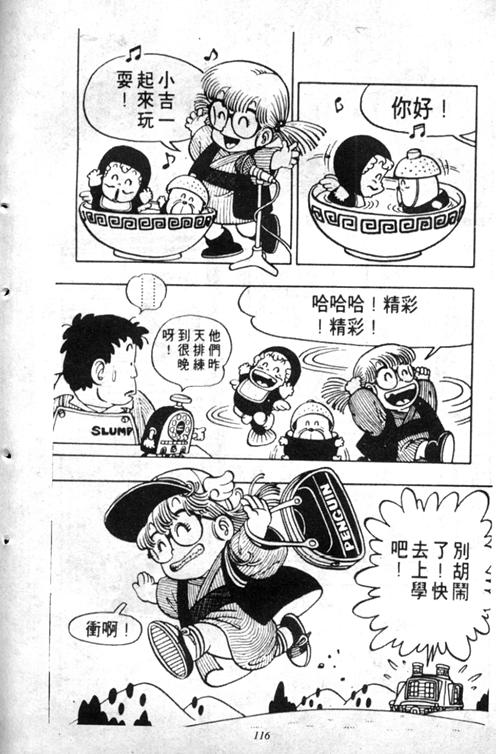 你好！
小吉一
起來玩
耍！
哈哈哈！精彩
！精彩！
他們昨
天排練
到很晚
呀！
…………
SLUMP
別胡鬧
了！快
去上學
吧！
PENGUIN
衝啊！
116